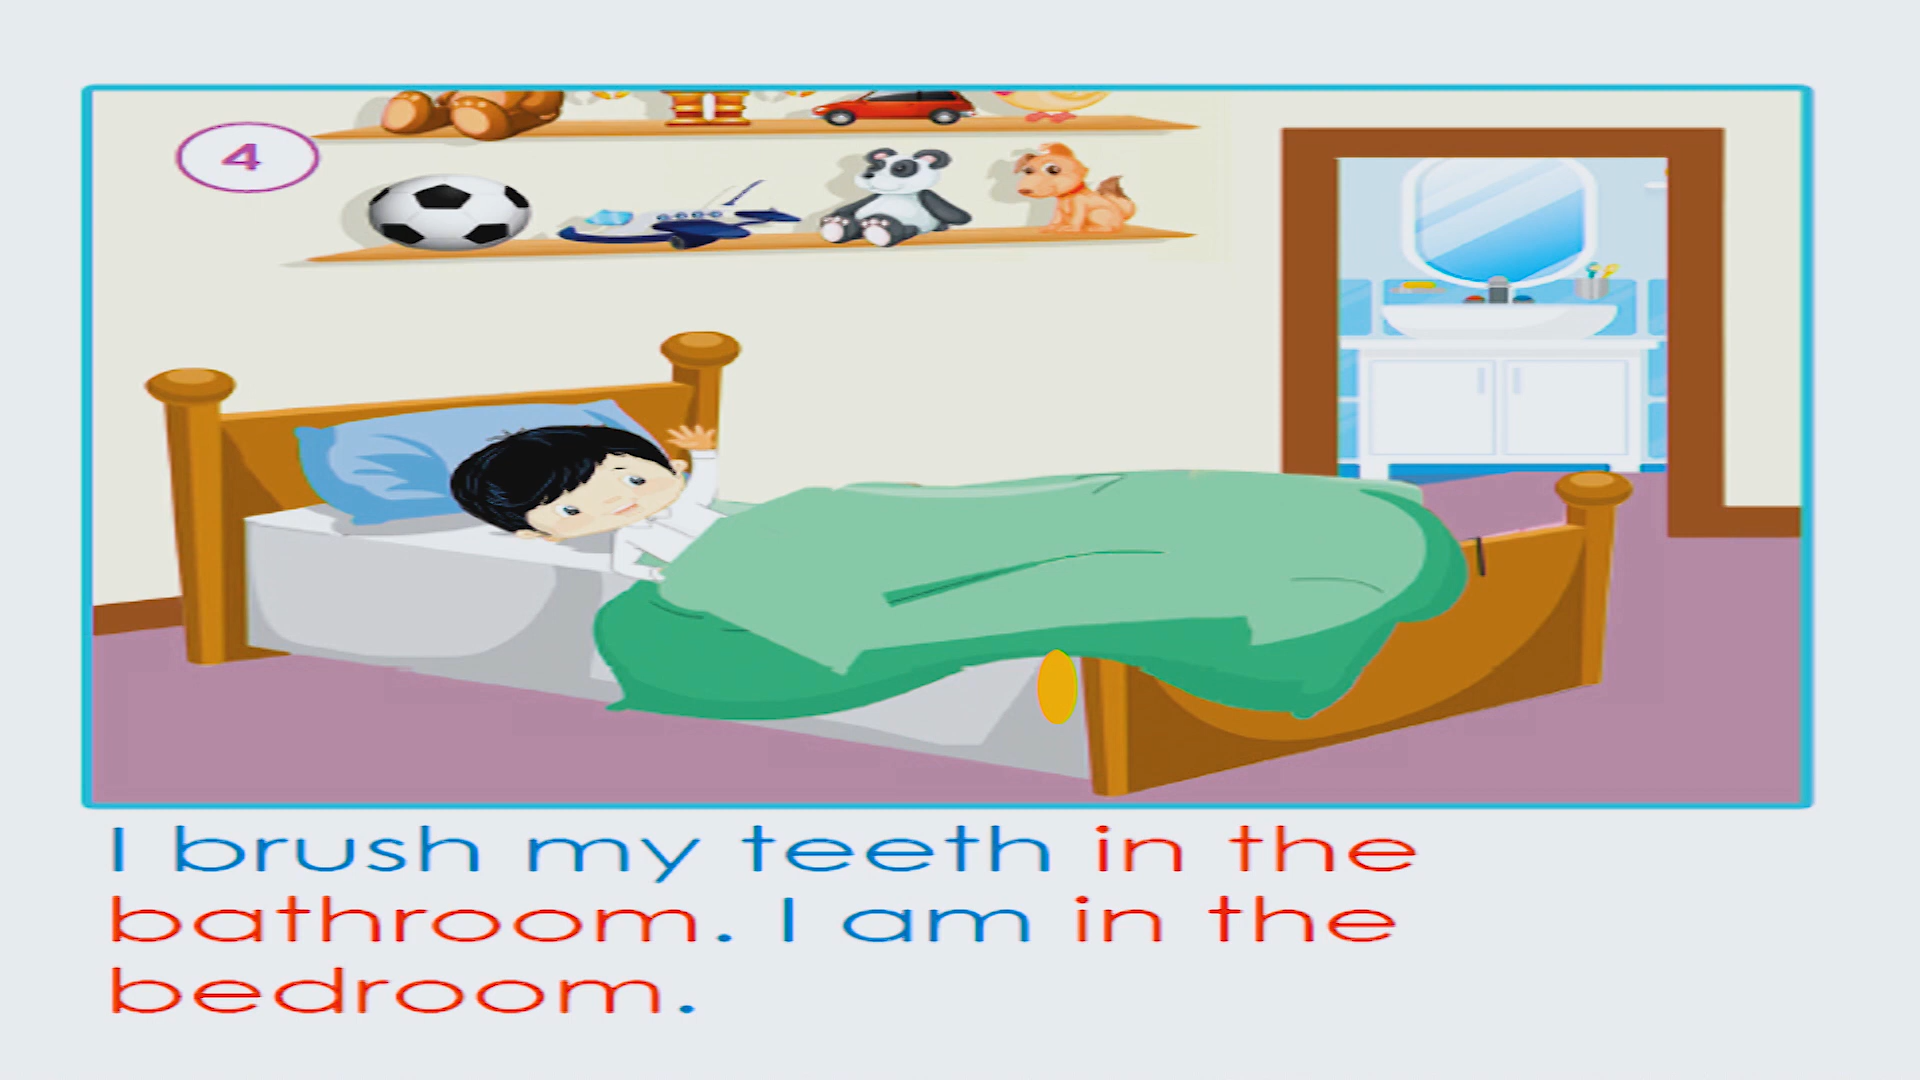 4
I brush my teeth in the
bathroom. I am in the
bedroom.